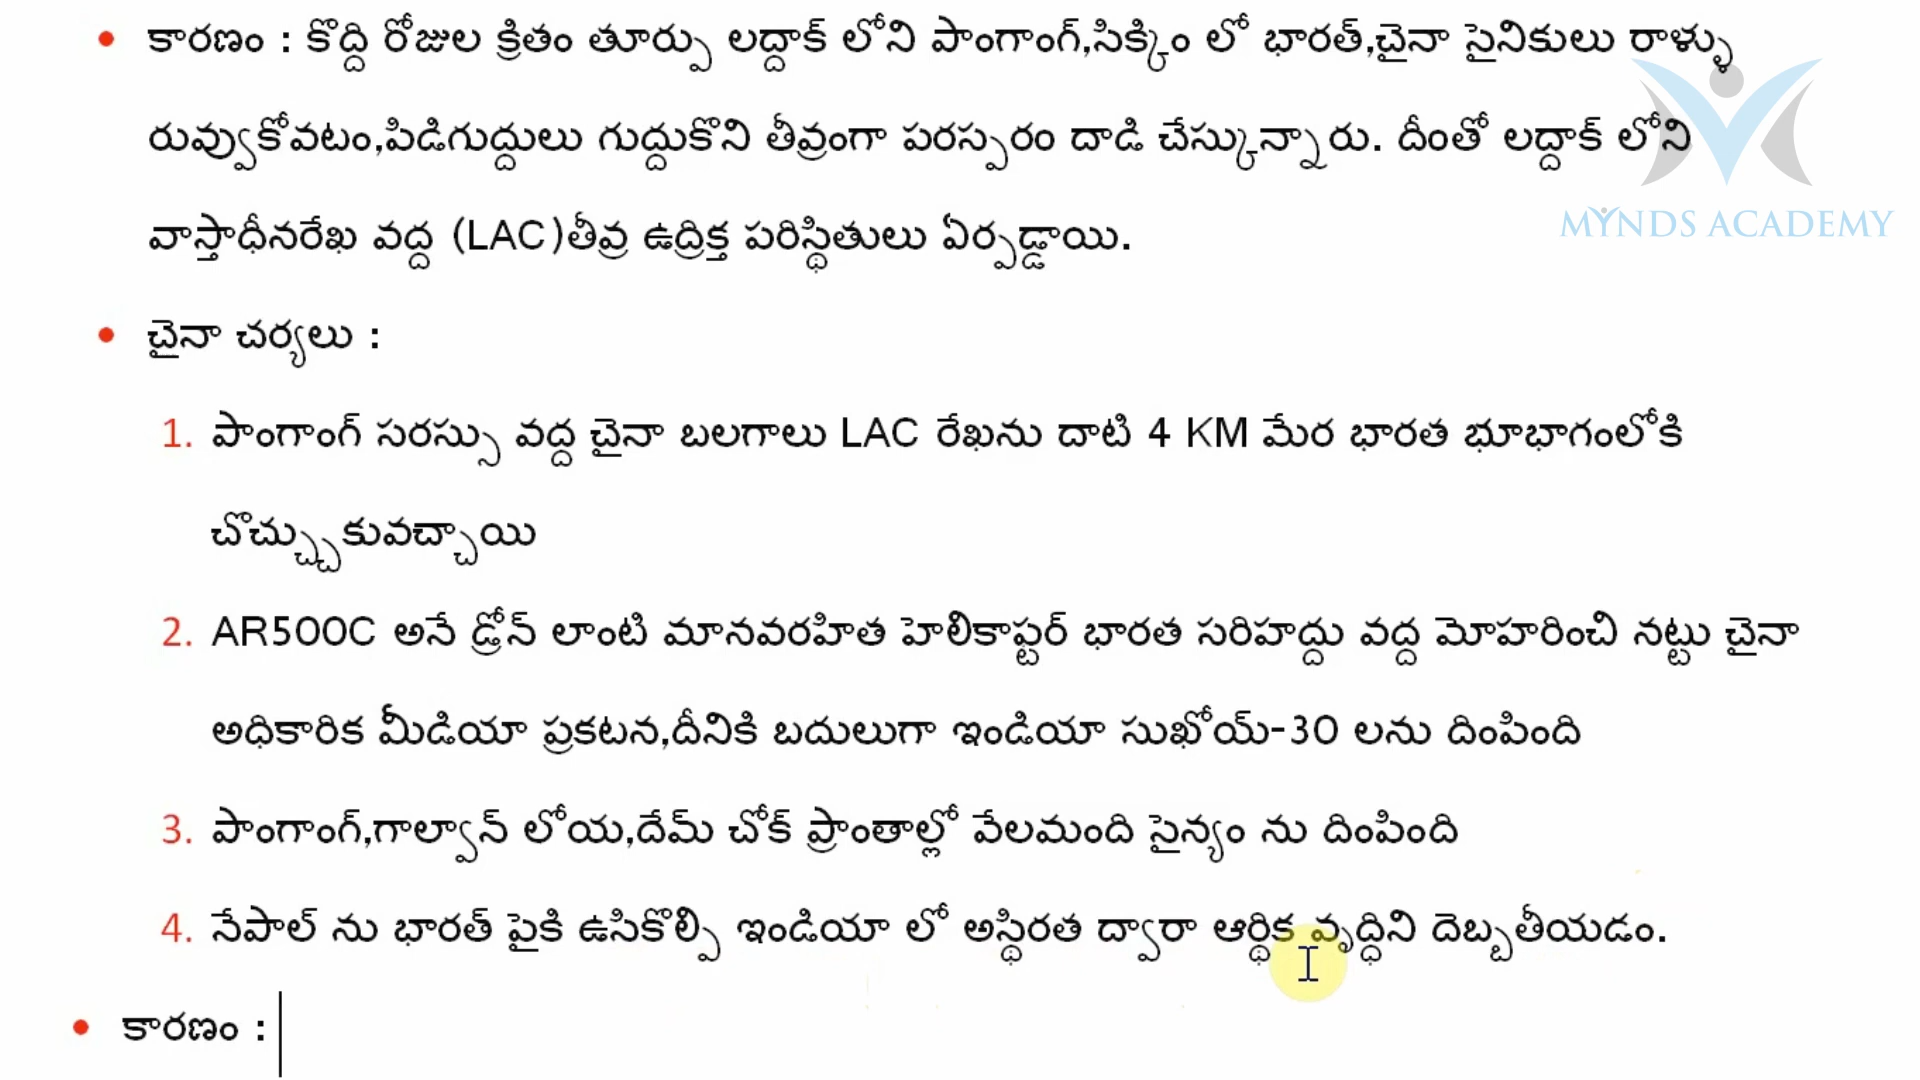 • కారణం : కొద్ది రోజుల క్రితం తూర్పు లద్దాక్ లోని పాంగాంగ్,సిక్కిం లో భారత్,చైనా సైనికులు రాళ్ళు
రువ్వుకోవటం,పిడిగుద్దులు గుద్దుకొని తీవ్రంగా పరస్పరం దాడి చేస్కున్నారు. దీంతో లద్దాక్ లోని
MYNDS ACADEMY
వాస్తాధీనరేఖ వద్ద (LAC)తీవ్ర ఉద్రిక్త పరిస్థితులు ఏర్పడ్డాయి.
• చైనా చర్యలు :
1. పాంగాంగ్ సరస్సు వద్ద చైనా బలగాలు LAC రేఖను దాటి 4 KM మేర భారత భూభాగంలోకి
చొచ్చ్చుకువచ్చాయి
2. AR500C అనే డ్రోన్ లాంటి మానవరహిత హెలికాప్టర్ భారత సరిహద్దు వద్ద మోహరించి నట్టు చైనా
అధికారిక మీడియా ప్రకటన,దీనికి బదులుగా ఇండియా సుఖోయ్-30 లను దింపింది
3. పాంగాంగ్,గాల్వాన్ లోయ,దేమ్ చోక్ ప్రాంతాల్లో వేలమంది సైన్యం ను దింపింది
4. నేపాల్ ను భారత్ పైకి ఉసికొల్పి ఇండియా లో అస్థిరత ద్వారా ఆర్థిక వృద్ధిని దెబ్బతీయడం.
• కారణం :